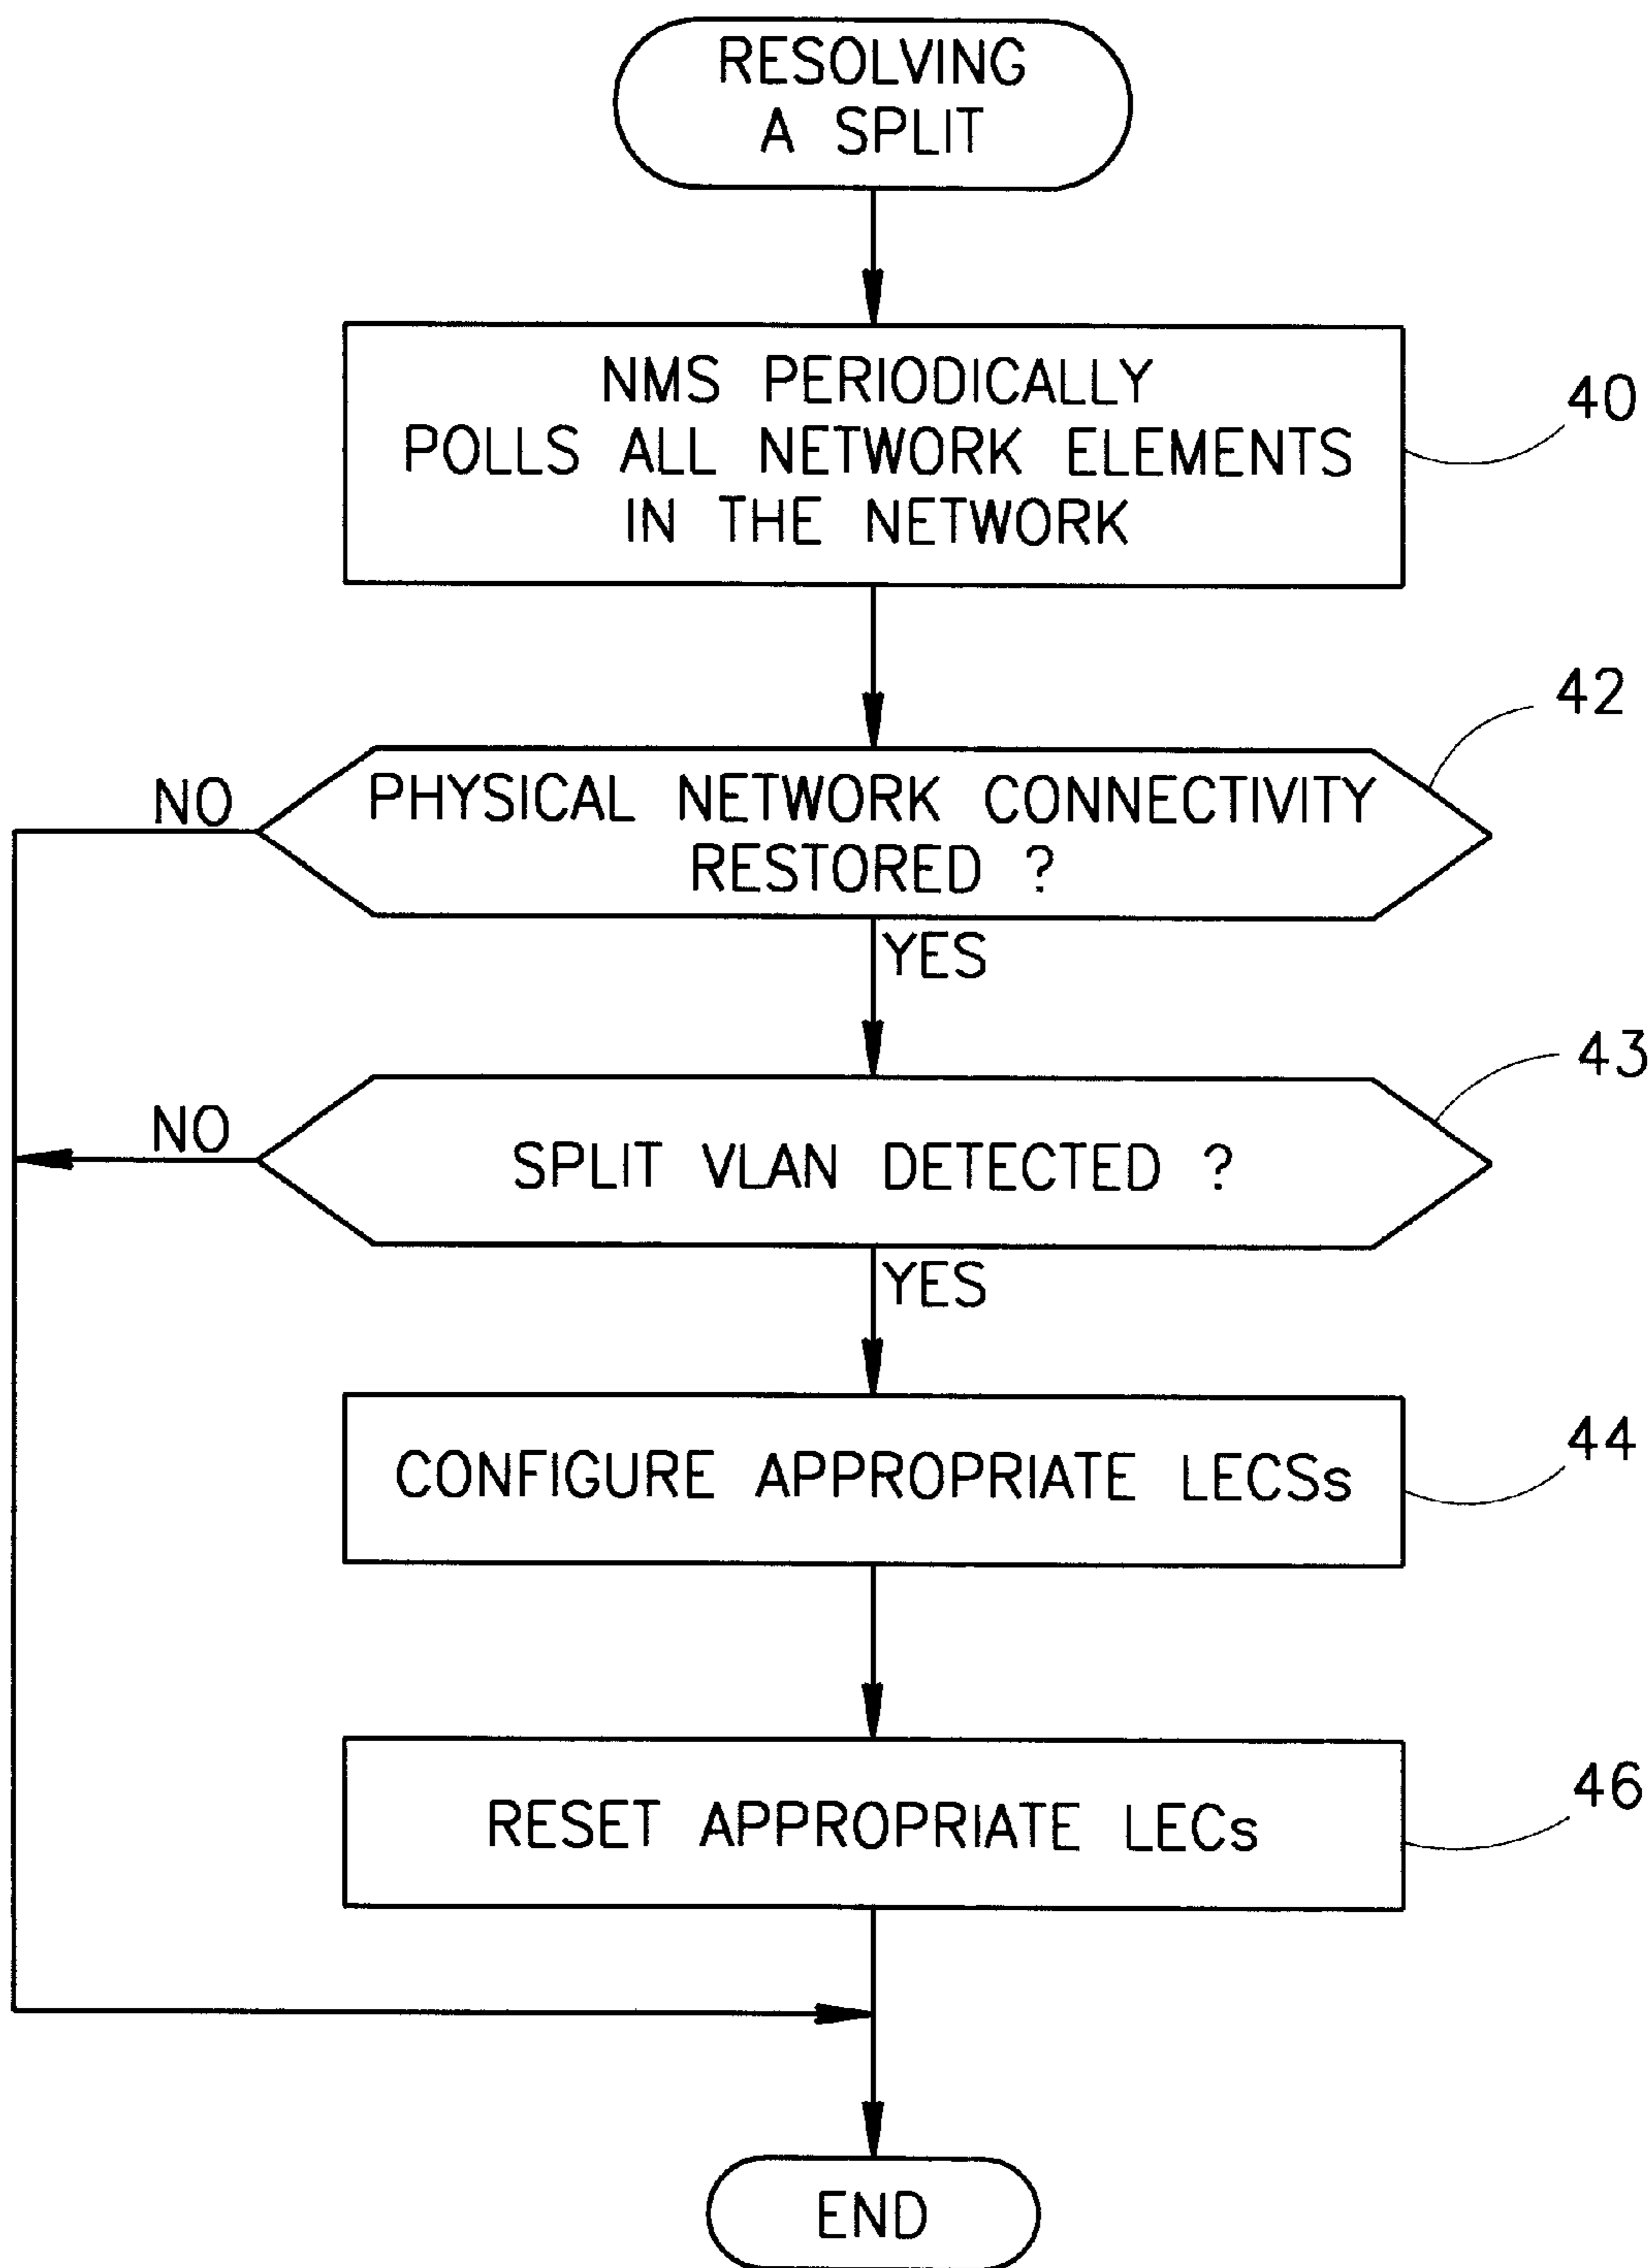 RESOLVING
A SPLIT
NMS PERIODICALLY
POLLS ALL NETWORK ELEMENTS
IN THE NETWORK
40
42
NO
PHYSICAL NETWORK CONNECTIVITY
RESTORED ?
YES
43
NO
SPLIT VLAN DETECTED ?
YES
CONFIGURE APPROPRIATE LECSs
44
RESET APPROPRIATE LECs
46
END